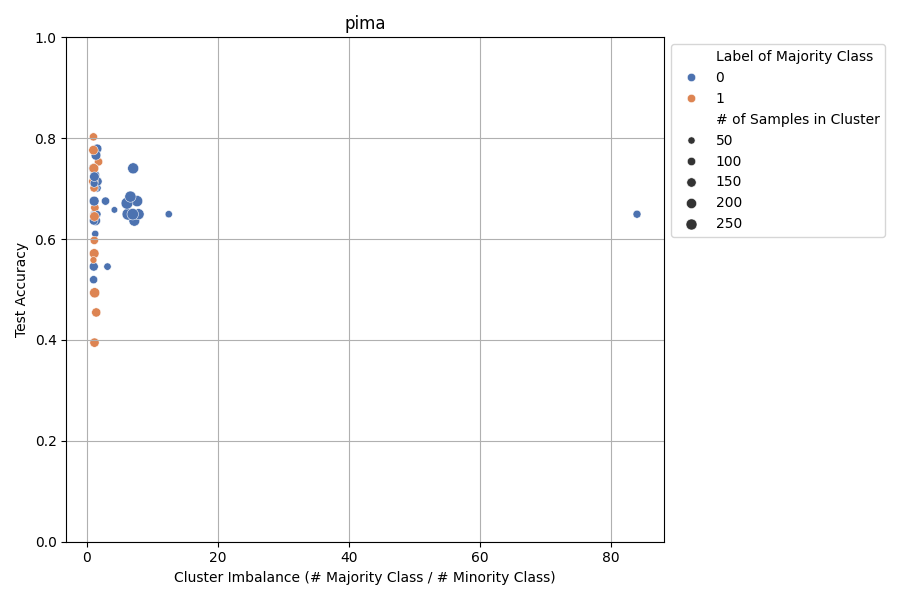 pima
1.0
0.8
0.6
0.4
0.2
0.0
Test Accuracy
0 20 40 60 80
Cluster Imbalance (# Majority Class / # Minority Class)
Label of Majority Class
0
1
# of Samples in Cluster
50
100
150
200
250